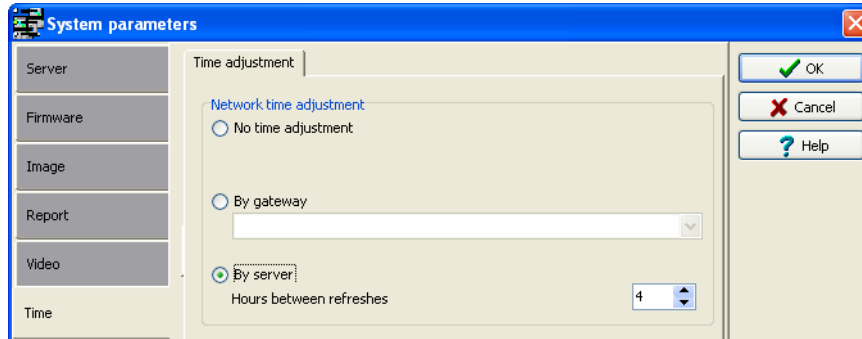 System parameters
Server
Firmware
Image
Report
Video
Time
Time adjustment
Network time adjustment
No time adjustment
By gateway
By server
Hours between refreshes
4
OK
Cancel
? Help